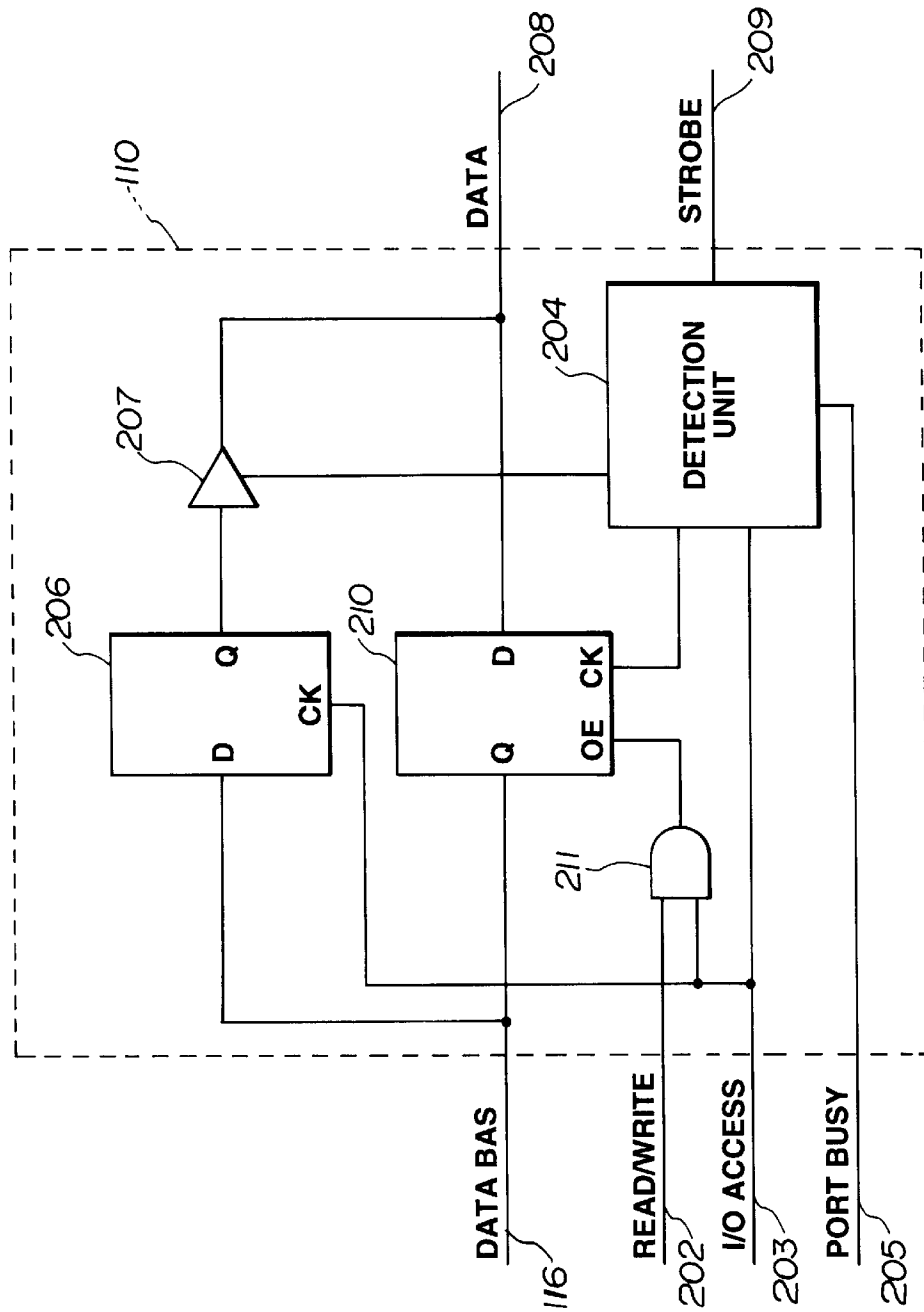 110
207
206
Q
D
CK
DATA
208
210
D
Q
OE
CK
204
DETECTION
UNIT
STROBE
209
211
DATA BAS
116
READ/WRITE
202
I/O ACCESS
203
PORT BUSY
205